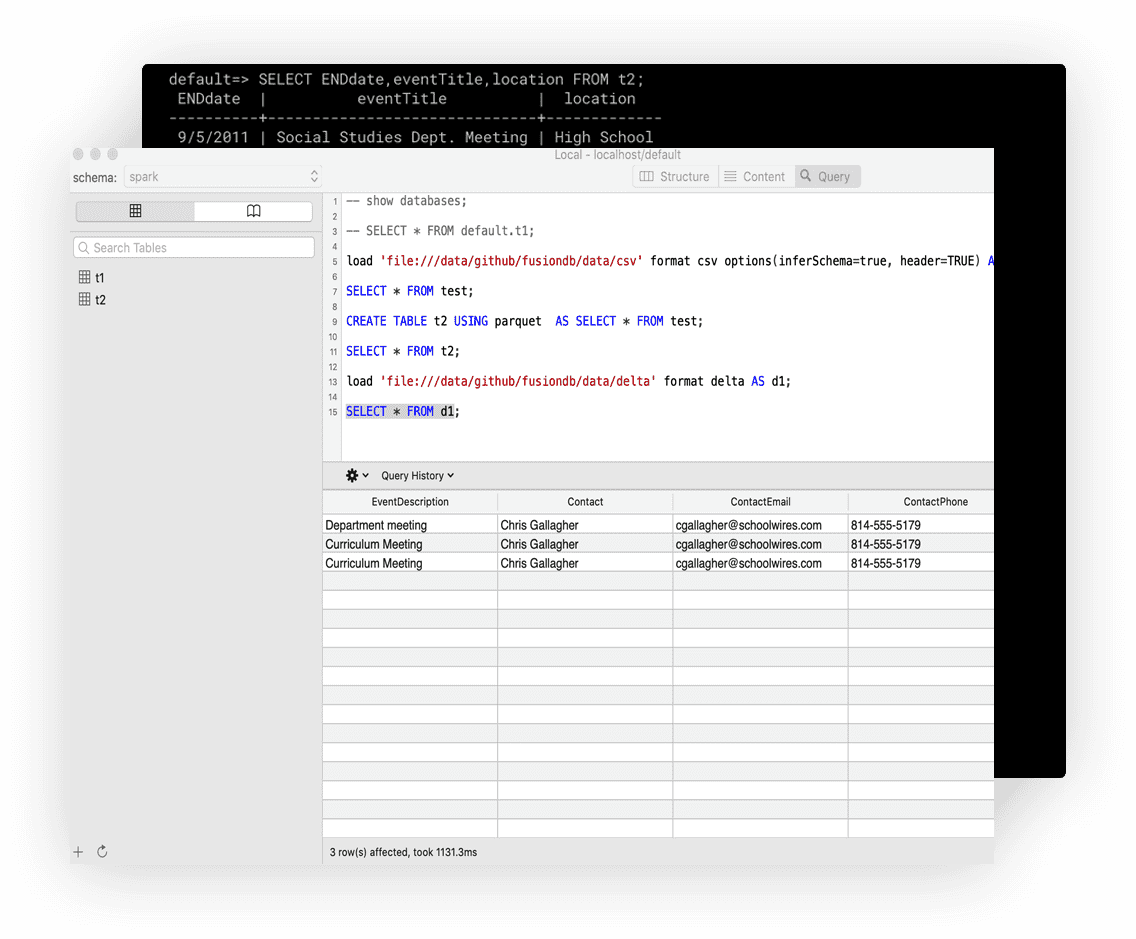 default=> SELECT ENDdate,eventTitle,location FROM t2;
ENDdate | eventTitle | location
----------+-----------------------------+-------------
9/5/2011 | Social Studies Dept. Meeting | High School
Local - localhost/default
schema: spark
Structure Content Query
Search Tables
t1
t2
1 -- show databases;
2
3 -- SELECT * FROM default.t1;
4
5 load 'file:///data/github/fusiondb/data/csv' format csv options(inferSchema=true, header=TRUE) A
6
7 SELECT * FROM test;
8
9 CREATE TABLE t2 USING parquet  AS SELECT * FROM test;
10
11 SELECT * FROM t2;
12
13 load 'file:///data/github/fusiondb/data/delta' format delta AS d1;
14
15 SELECT * FROM d1;
Query History
EventDescription Contact ContactEmail ContactPhone
Department meeting Chris Gallagher cgallagher@schoolwires.com 814-555-5179
Curriculum Meeting Chris Gallagher cgallagher@schoolwires.com 814-555-5179
Curriculum Meeting Chris Gallagher cgallagher@schoolwires.com 814-555-5179
3 row(s) affected, took 1131.3ms